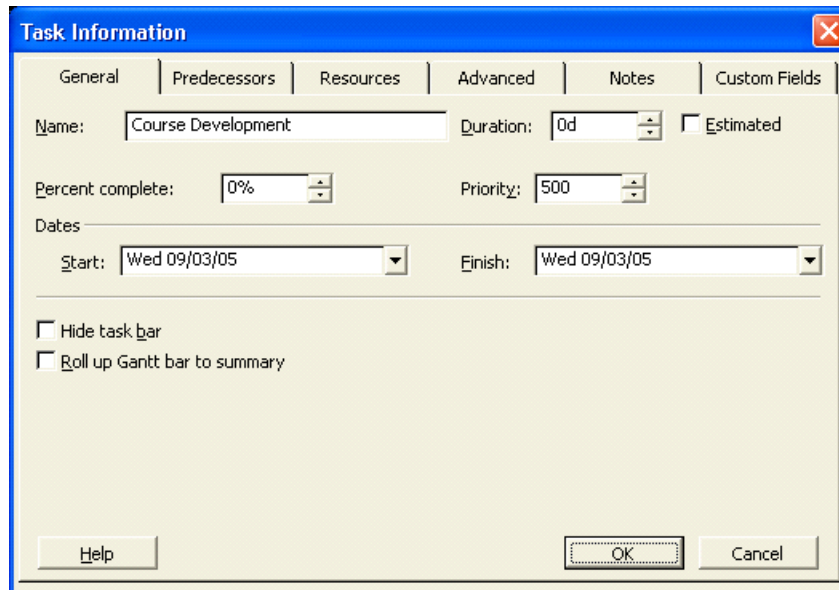 Task Information
General Predecessors Resources Advanced Notes Custom Fields
Name: Course Development Duration: 0d Estimated
Percent complete: 0% Priority: 500
Dates
Start: Wed 09/03/05 Finish: Wed 09/03/05
Hide task bar
Roll up Gantt bar to summary
Help OK Cancel